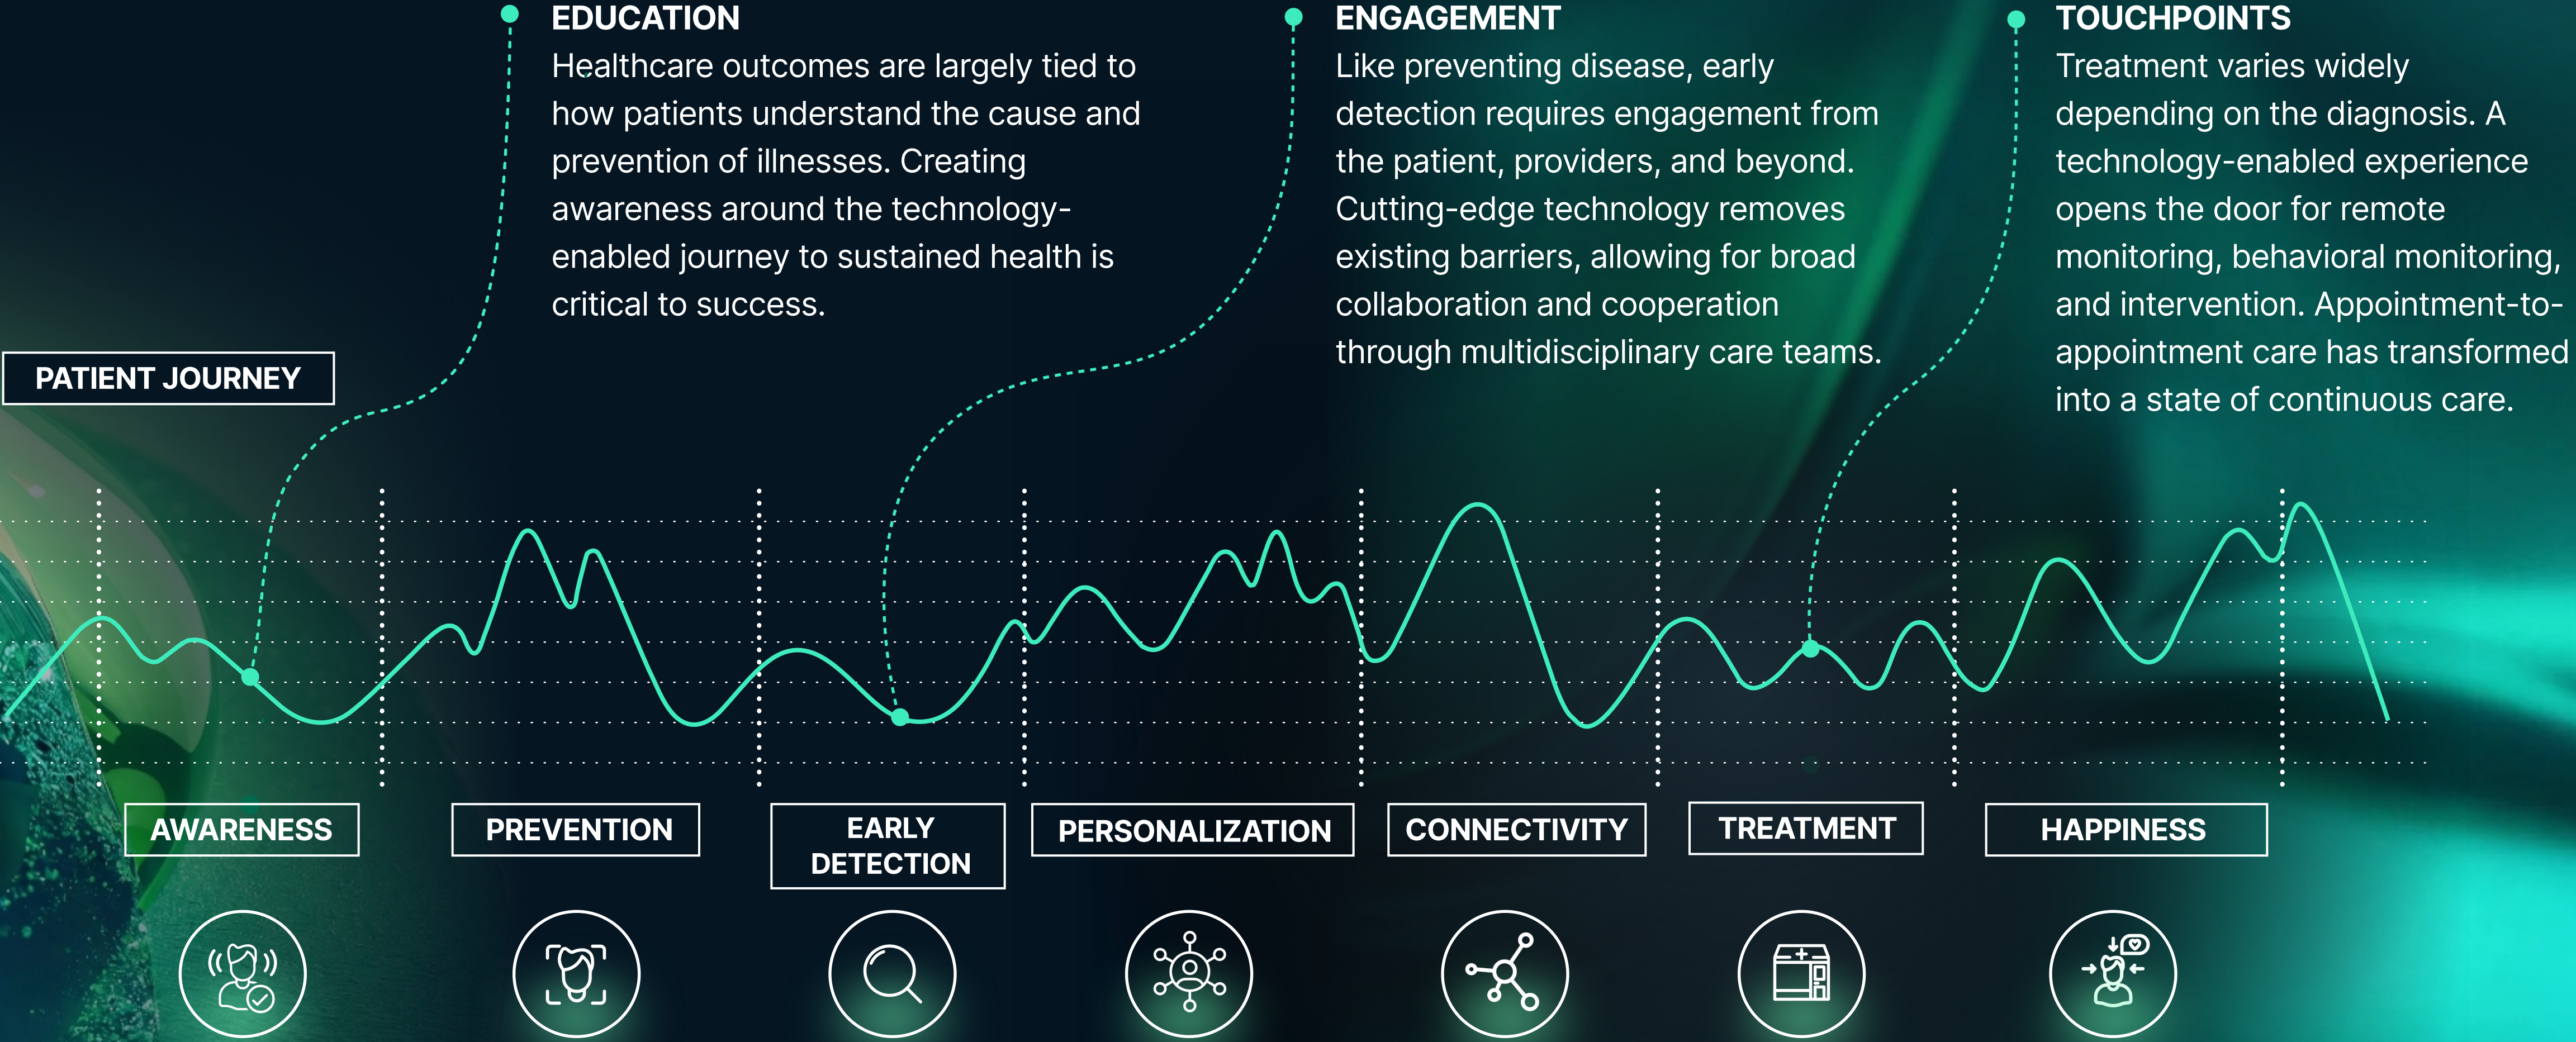 EDUCATION
Healthcare outcomes are largely tied to
how patients understand the cause and
prevention of illnesses. Creating
awareness around the technology-
enabled journey to sustained health is
critical to success.
ENGAGEMENT
Like preventing disease, early
detection requires engagement from
the patient, providers, and beyond.
Cutting-edge technology removes
existing barriers, allowing for broad
collaboration and cooperation
through multidisciplinary care teams.
TOUCHPOINTS
Treatment varies widely
depending on the diagnosis. A
technology-enabled experience
opens the door for remote
monitoring, behavioral monitoring,
and intervention. Appointment-to-
appointment care has transformed
into a state of continuous care.
PATIENT JOURNEY
AWARENESS
PREVENTION
EARLY
DETECTION
PERSONALIZATION
CONNECTIVITY
TREATMENT
HAPPINESS